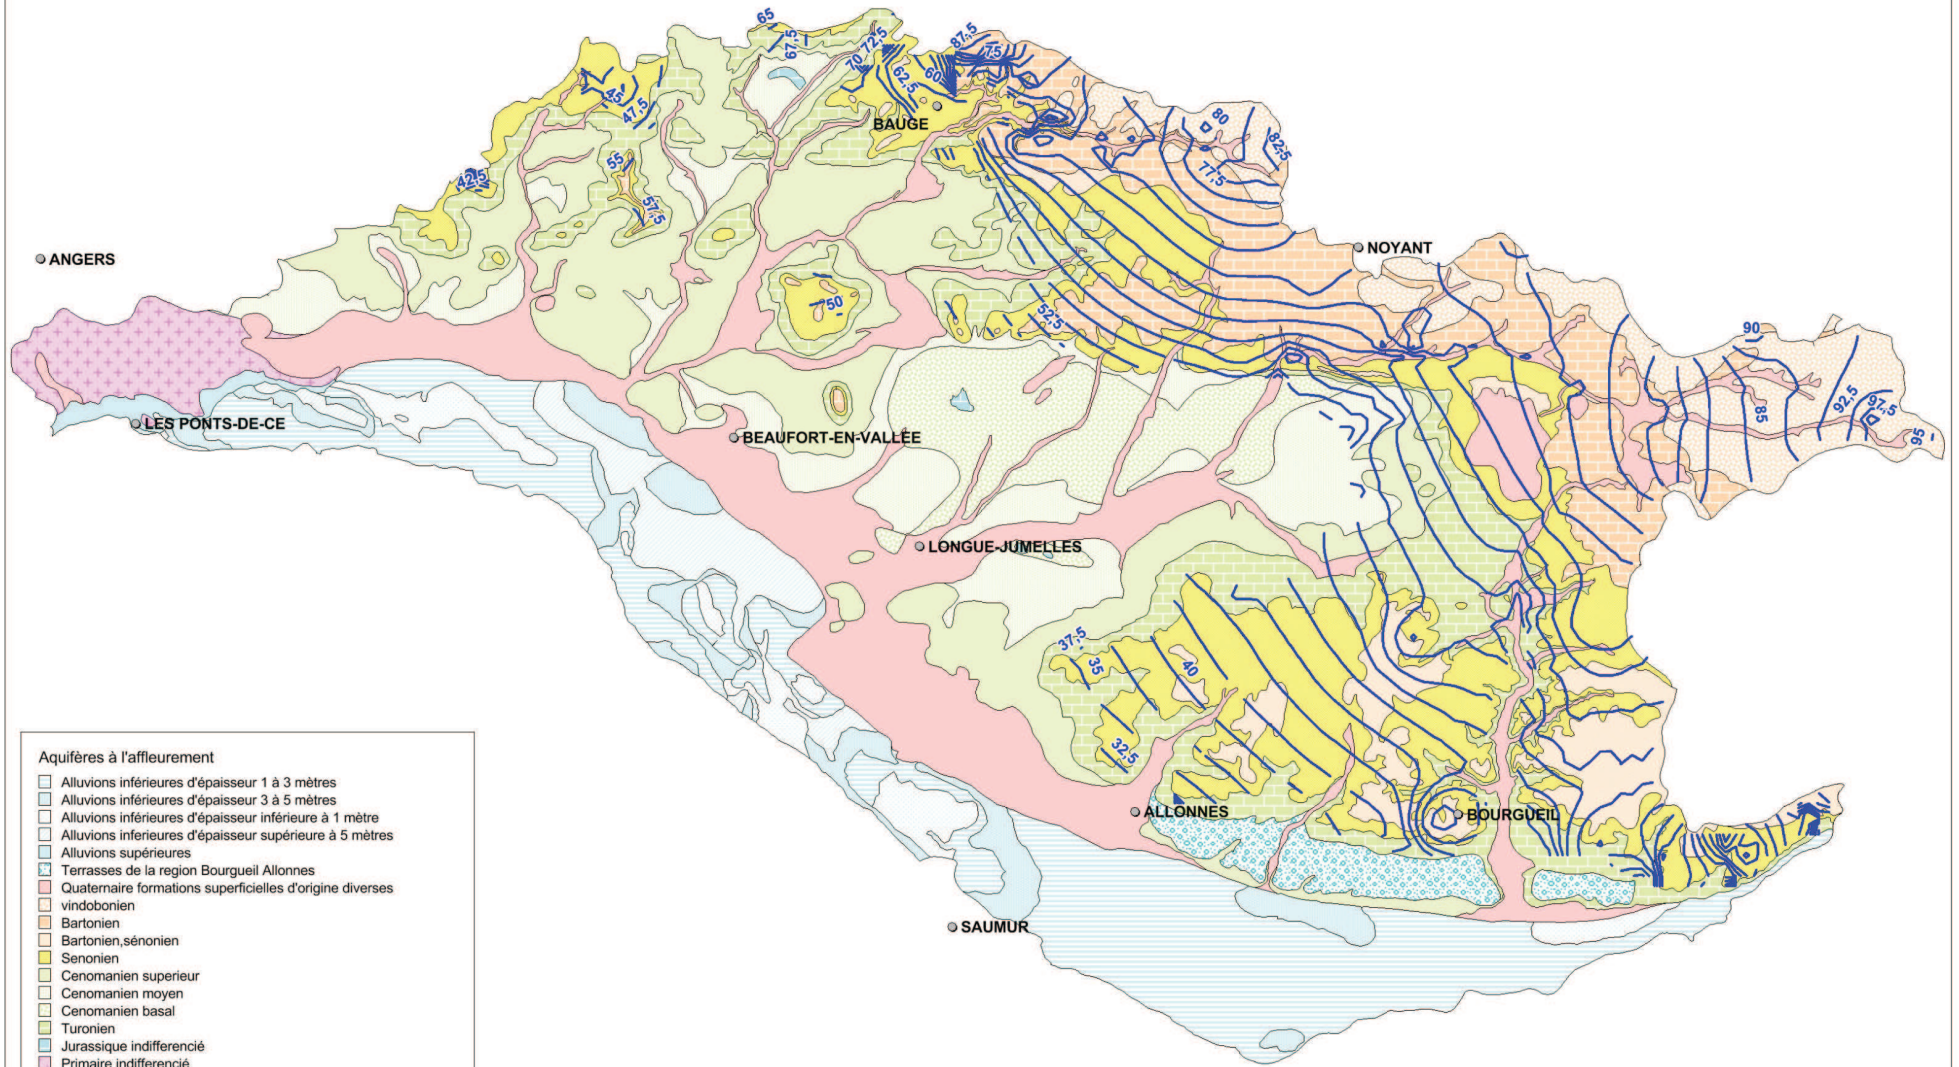 65
67,5
72,5
70
62,5
60
87,5
75
45
47,5
BAUGE
80
82,5
77,5
55
57,5
42,5
ANGERS
NOYANT
50
52,5
90
92,5
97,5
85
95
LES PONTS-DE-CE
BEAUFORT-EN-VALLEE
LONGUE-JUMELLES
37,5
35
40
32,5
ALLONNES
BOURGUEIL
SAUMUR
Aquifères à l'affleurement
Alluvions inférieures d'épaisseur 1 à 3 mètres
Alluvions inférieures d'épaisseur 3 à 5 mètres
Alluvions inférieures d'épaisseur inférieure à 1 mètre
Alluvions inferieures d'épaisseur supérieure à 5 mètres
Alluvions supérieures
Terrasses de la region Bourgueil Allonnes
Quaternaire formations superficielles d'origine diverses
vindobonien
Bartonien
Bartonien,sénonien
Senonien
Cenomanien superieur
Cenomanien moyen
Cenomanien basal
Turonien
Jurassique indifferencié
Primaire indifferencié